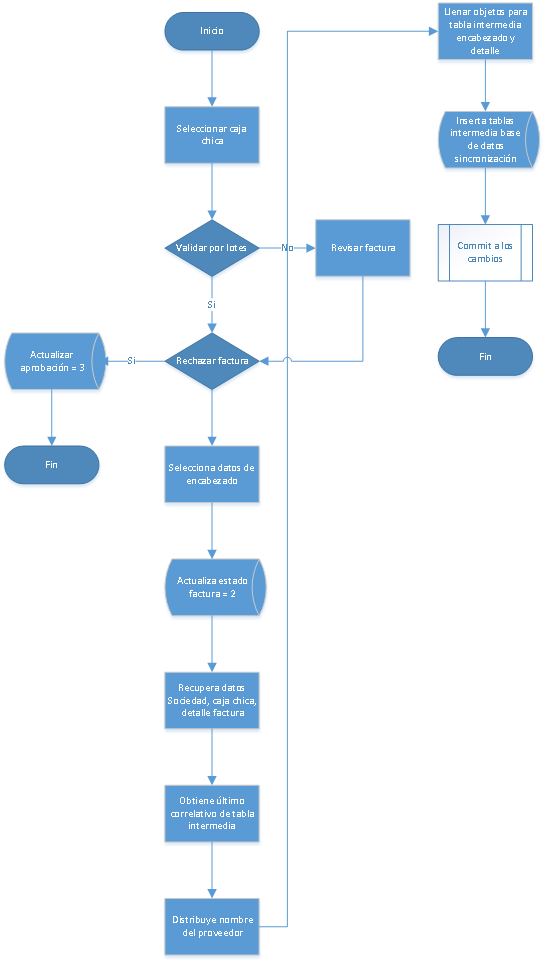 Inicio
Seleccionar caja
chica
Validar por lotes
No
Revisar factura
Si
Rechazar factura
Si
Actualizar
aprobación = 3
Fin
Selecciona datos de
encabezado
Actualiza estado
factura = 2
Recupera datos
Sociedad, caja chica,
detalle factura
Obtiene último
correlativo de tabla
intermedia
Distribuye nombre
del proveedor
Llenar objetos para
tabla intermedia
encabezado y
detalle
Inserta tablas
intermedia base
de datos
sincronización
Commit a los
cambios
Fin